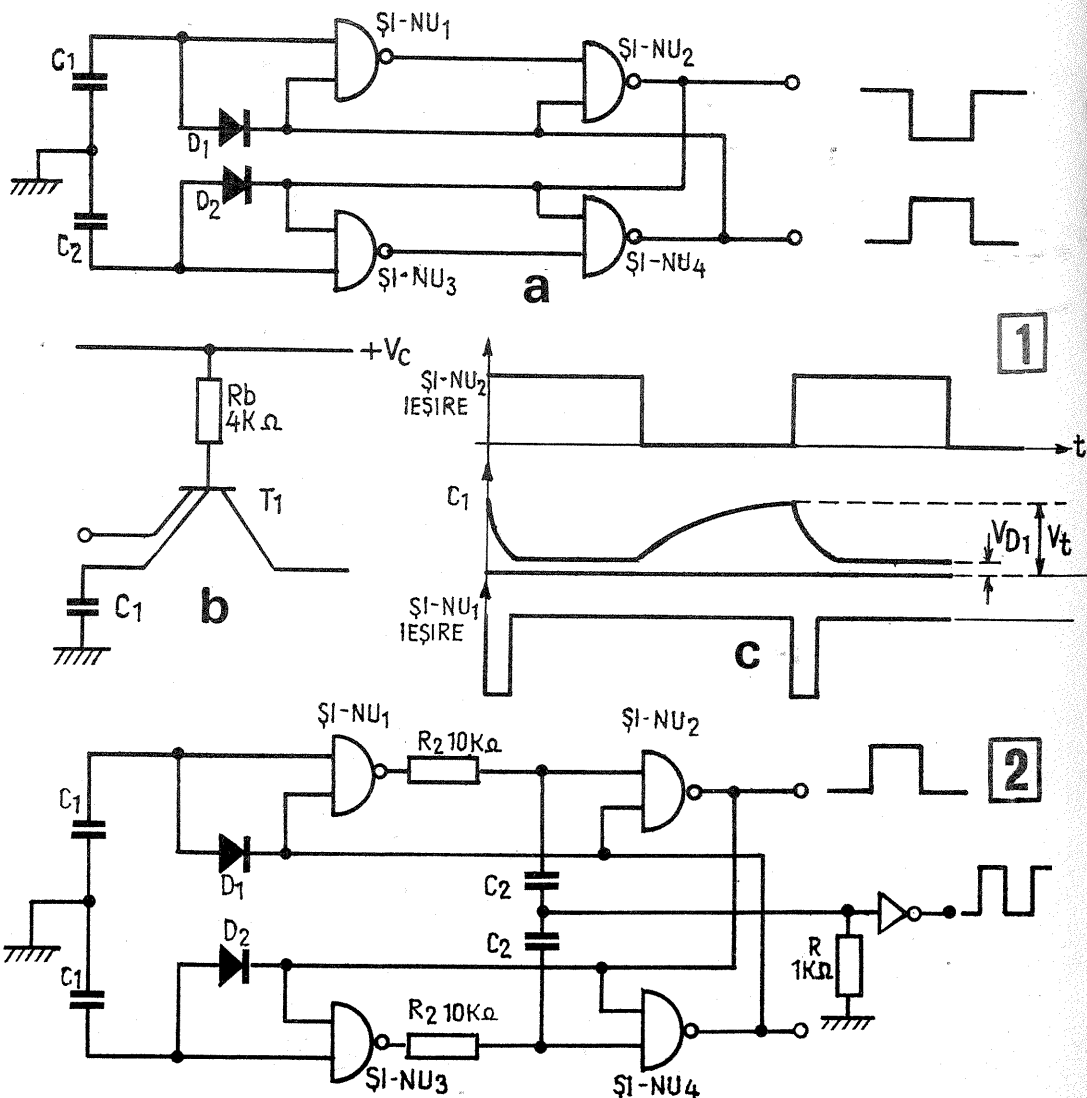 ŞI-NU1
ŞI-NU2
C1
D1
D2
C2
ŞI-NU3
ŞI-NU4
a
1
+Vc
Rb
4KΩ
T1
C1
b
ŞI-NU2
IEŞIRE
t
C1
VD1
Vt
ŞI-NU1
IEŞIRE
c
ŞI-NU1
R2 10KΩ
ŞI-NU2
2
C1
D1
C2
D2
C2
R
1KΩ
C1
R2 10KΩ
ŞI-NU3
ŞI-NU4